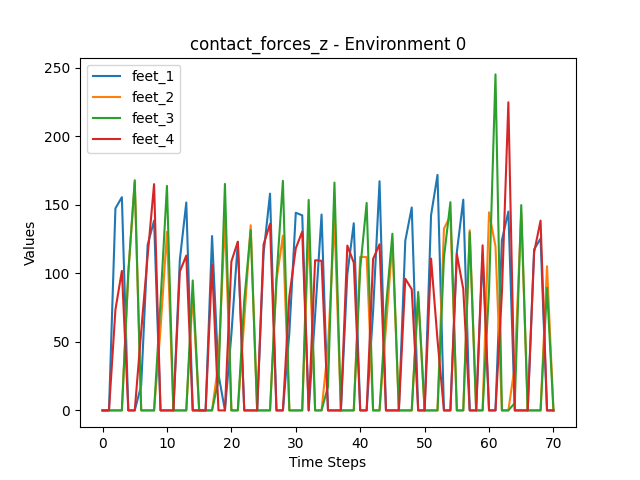 contact_forces_z - Environment 0
250
200
150
100
50
0
Values
feet_1
feet_2
feet_3
feet_4
0 10 20 30 40 50 60 70
Time Steps